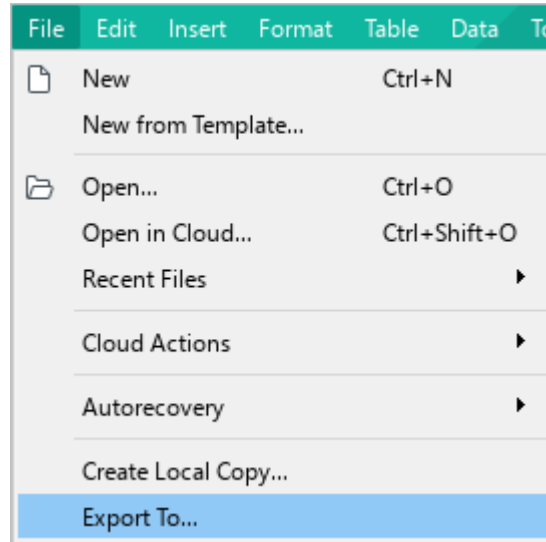 File Edit Insert Format Table Data
New Ctrl+N
New from Template...
Open... Ctrl+O
Open in Cloud... Ctrl+Shift+O
Recent Files
Cloud Actions
Autorecovery
Create Local Copy...
Export To...